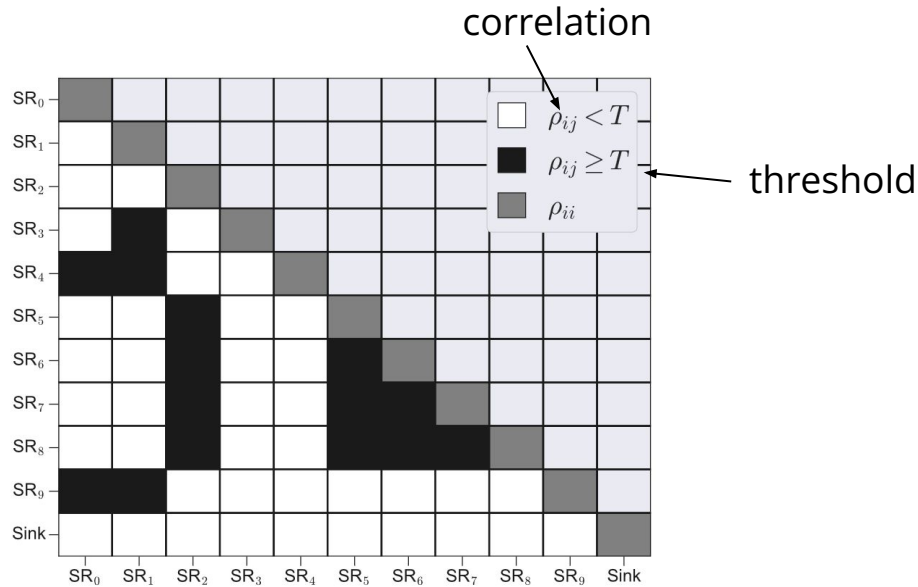 correlation
ρij < T
ρij ≥ T
ρii
threshold
SR0
SR1
SR2
SR3
SR4
SR5
SR6
SR7
SR8
SR9
Sink
SR0 SR1 SR2 SR3 SR4 SR5 SR6 SR7 SR8 SR9 Sink